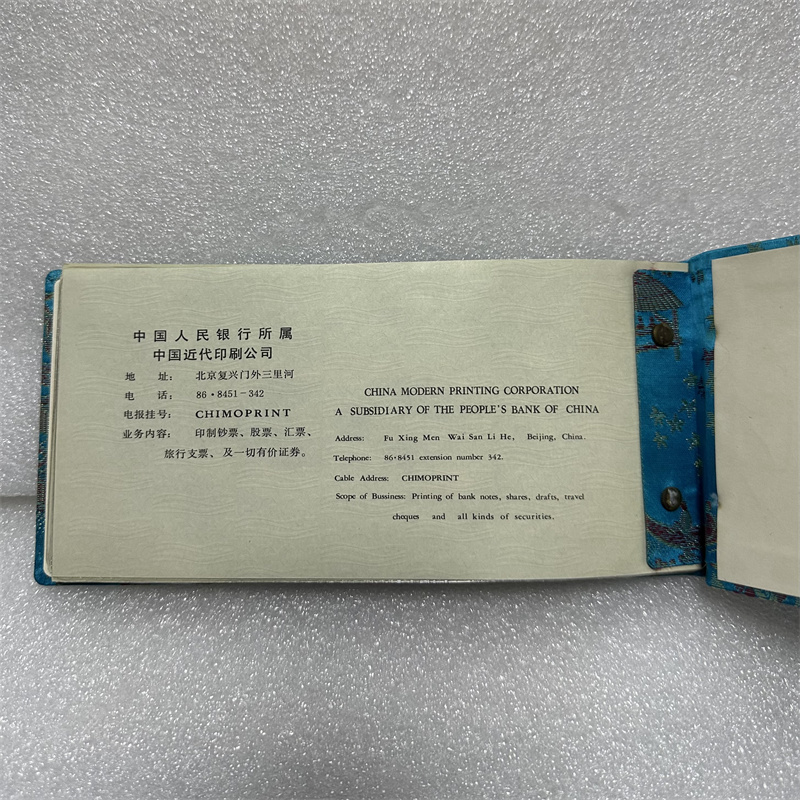 中国人民银行所属
中国近代印刷公司
地 址： 北京复兴门外三里河
电 话： 86·8451-342
电报挂号： CHIMOPRINT
业务内容： 印制钞票、股票、汇票、
旅行支票、及一切有价证券。
CHINA MODERN PRINTING CORPORATION
A SUBSIDIARY OF THE PEOPLE'S BANK OF CHINA
Address: Fu Xing Men Wai San Li He, Beijing, China.
Telephone: 86·8451 extension number 342.
Cable Address: CHIMOPRINT
Scope of Bussiness: Printing of bank notes, shares, drafts, travel
cheques and all kinds of securities.